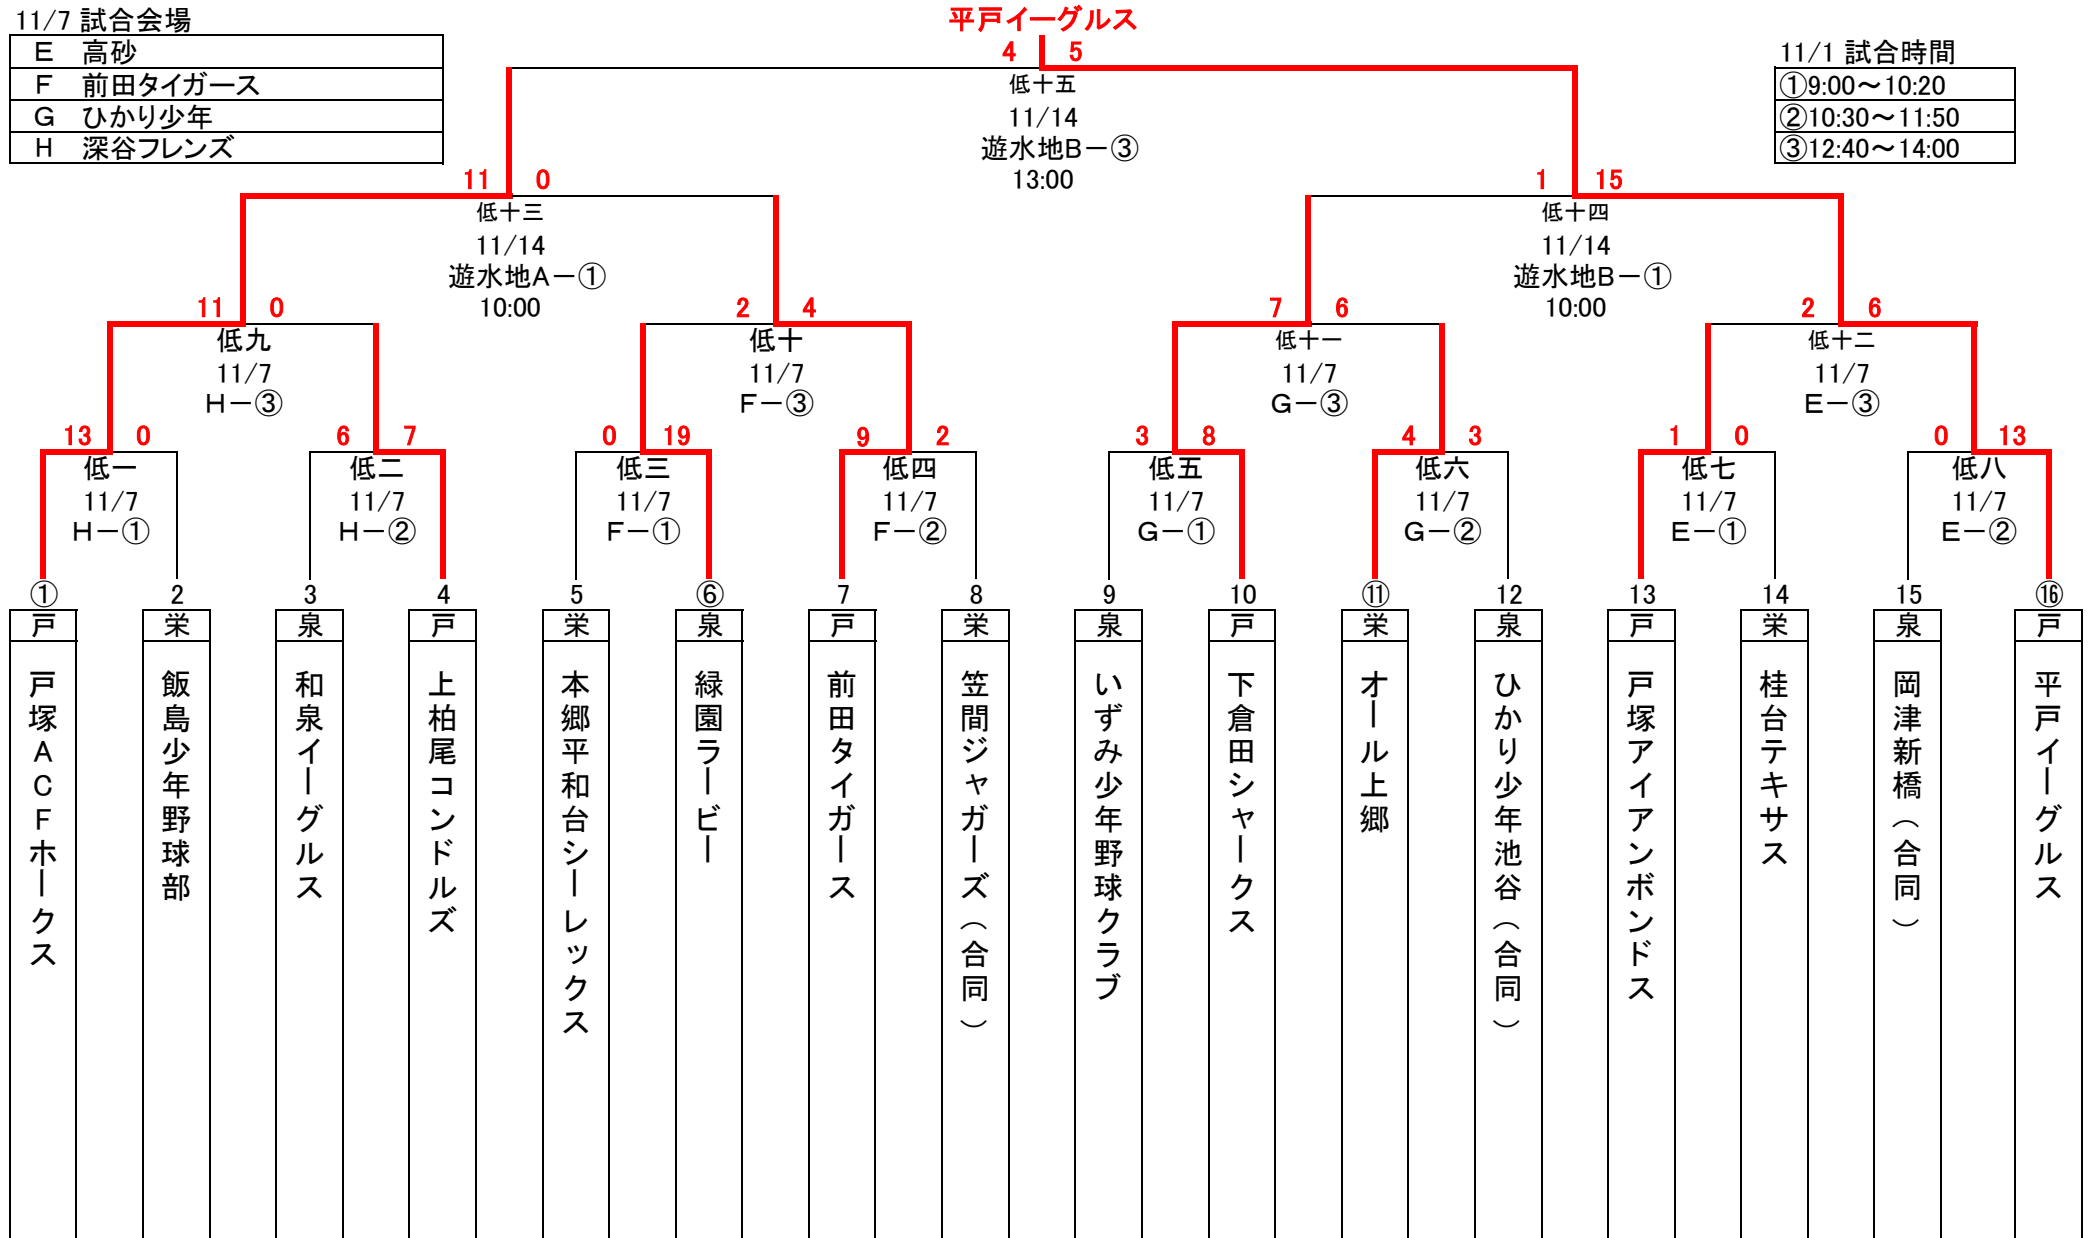 11/7 試合会場
E 高砂
F 前田タイガース
G ひかり少年
H 深谷フレンズ
平戸イーグルス
4 5
低十五
11/14
遊水地B－③
13:00
11/1 試合時間
①9:00～10:20
②10:30～11:50
③12:40～14:00
11 0
低十三
11/14
遊水地A－①
10:00
1 15
低十四
11/14
遊水地B－①
10:00
11 0
低九
11/7
H－③
2 4
低十
11/7
F－③
7 6
低十一
11/7
G－③
2 6
低十二
11/7
E－③
13 0
低一
11/7
H－①
6 7
低二
11/7
H－②
0 19
低三
11/7
F－①
9 2
低四
11/7
F－②
3 8
低五
11/7
G－①
4 3
低六
11/7
G－②
1 0
低七
11/7
E－①
0 13
低八
11/7
E－②
① 2 3 4 5 ⑥ 7 8 9 10 ⑪ 12 13 14 15 ⑯
戸 栄 泉 戸 栄 泉 戸 栄 泉 戸 栄 泉 戸 栄 泉 戸
戸塚ACFホークス
飯島少年野球部
和泉イーグルス
上柏尾コンドルズ
本郷平和台シーレックス
緑園ラービー
前田タイガース
笠間ジャガーズ（合同）
いずみ少年野球クラブ
下倉田シャークス
オール上郷
ひかり少年池谷（合同）
戸塚アイアンボンドス
桂台テキサス
岡津新橋（合同）
平戸イーグルス